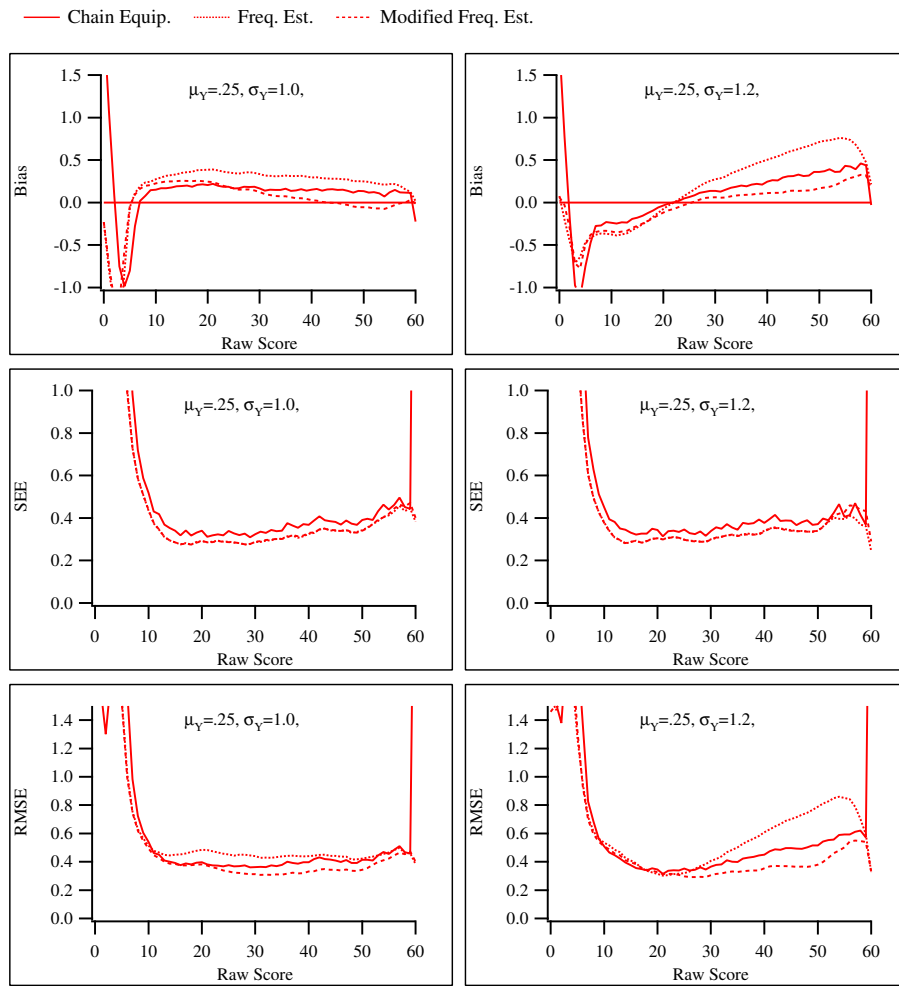 Chain Equip. Freq. Est. Modified Freq. Est.
μY=.25, σY=1.0,
Bias
1.5
1.0
0.5
0.0
-0.5
-1.0
0 10 20 30 40 50 60
Raw Score
μY=.25, σY=1.2,
Bias
1.5
1.0
0.5
0.0
-0.5
-1.0
0 10 20 30 40 50 60
Raw Score
μY=.25, σY=1.0,
SEE
1.0
0.8
0.6
0.4
0.2
0.0
0 10 20 30 40 50 60
Raw Score
μY=.25, σY=1.2,
SEE
1.0
0.8
0.6
0.4
0.2
0.0
0 10 20 30 40 50 60
Raw Score
μY=.25, σY=1.0,
RMSE
1.4
1.2
1.0
0.8
0.6
0.4
0.2
0.0
0 10 20 30 40 50 60
Raw Score
μY=.25, σY=1.2,
RMSE
1.4
1.2
1.0
0.8
0.6
0.4
0.2
0.0
0 10 20 30 40 50 60
Raw Score